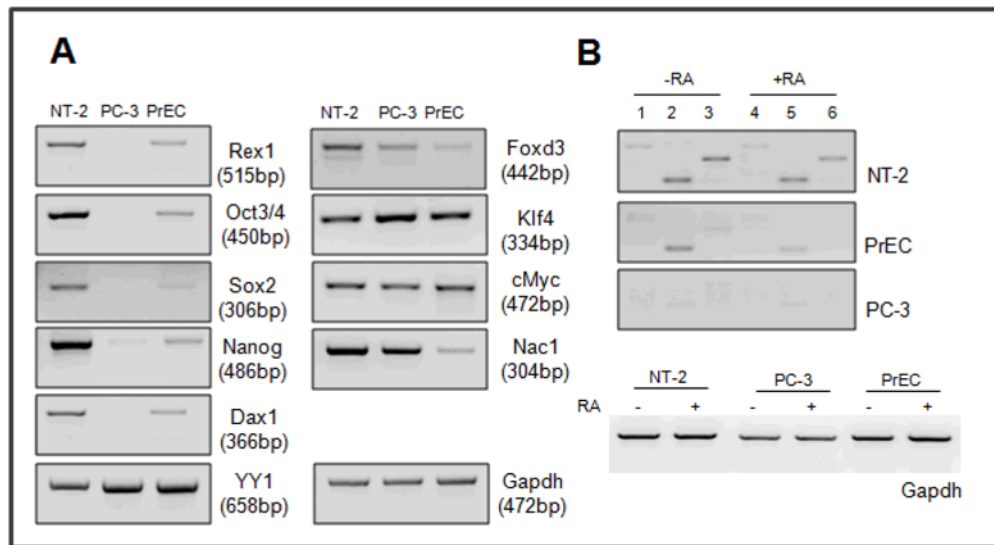 A
NT-2 PC-3 PrEC
Rex1
(515bp)
Oct3/4
(450bp)
Sox2
(306bp)
Nanog
(486bp)
Dax1
(366bp)
YY1
(658bp)
NT-2 PC-3 PrEC
Foxd3
(442bp)
Klf4
(334bp)
cMyc
(472bp)
Nac1
(304bp)
Gapdh
(472bp)
B
-RA +RA
1 2 3 4 5 6
NT-2
PrEC
PC-3
NT-2 PC-3 PrEC
RA - + - + - +
Gapdh